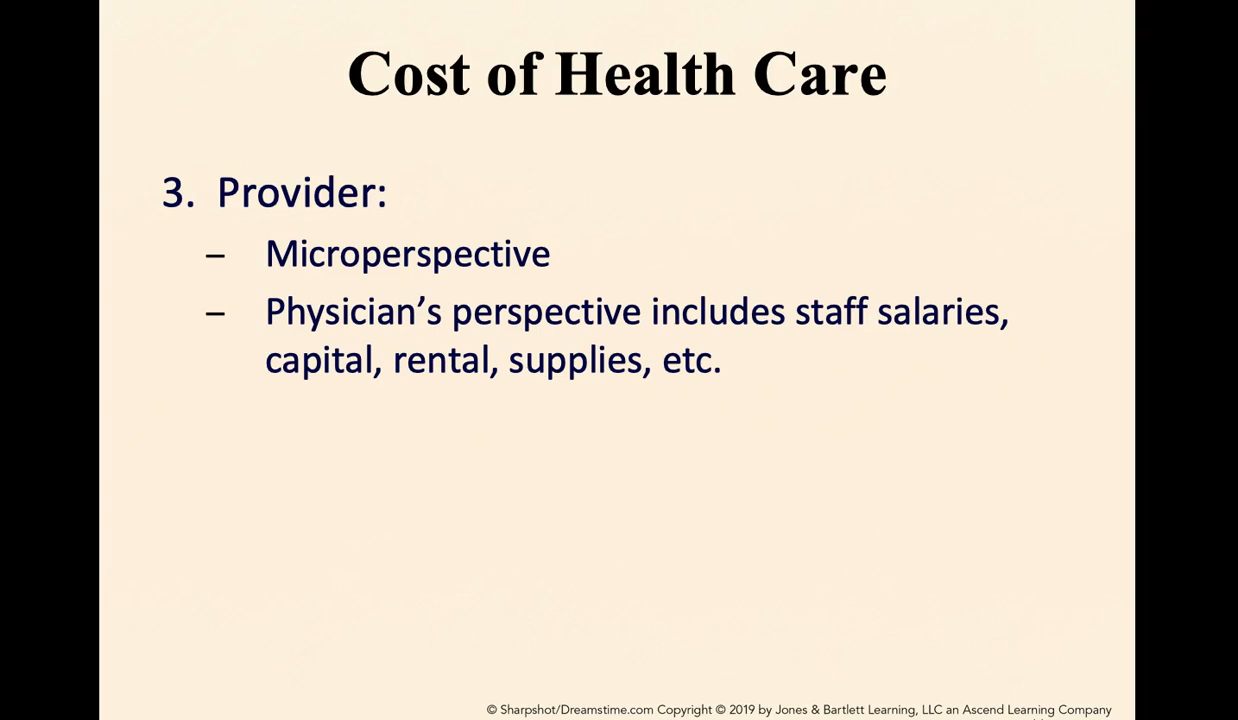 Cost of Health Care
3. Provider:
– Microperspective
– Physician’s perspective includes staff salaries,
capital, rental, supplies, etc.
© Sharpshot/Dreamstime.com Copyright © 2019 by Jones & Bartlett Learning, LLC an Ascend Learning Company